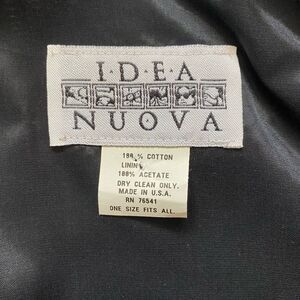 I·D·E·A
NUOVA
100% COTTON
LINING
100% ACETATE
DRY CLEAN ONLY.
MADE IN U.S.A.
RN 76541
ONE SIZE FITS ALL.